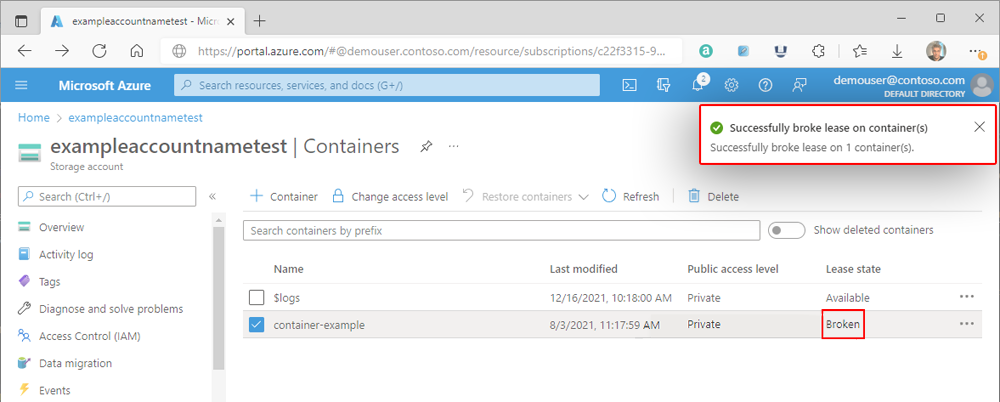 exampleaccountnametest - Micr
https://portal.azure.com/#@demouser.contoso.com/resource/subscriptions/c22f3315-9...
Microsoft Azure
Search resources, services, and docs (G+/)
2
demouser@contoso.com
DEFAULT DIRECTORY
Home > exampleaccountnametest
Successfully broke lease on container(s)
Successfully broke lease on 1 container(s).
exampleaccountnametest | Containers
Storage account
Search (Ctrl+/)
Container
Change access level
Restore containers
Refresh
Delete
Search containers by prefix
Show deleted containers
Overview
Activity log
Tags
Diagnose and solve problems
Access Control (IAM)
Data migration
Events
Name Last modified Public access level Lease state
$logs 12/16/2021, 10:18:00 AM Private Available
container-example 8/3/2021, 11:17:59 AM Private Broken